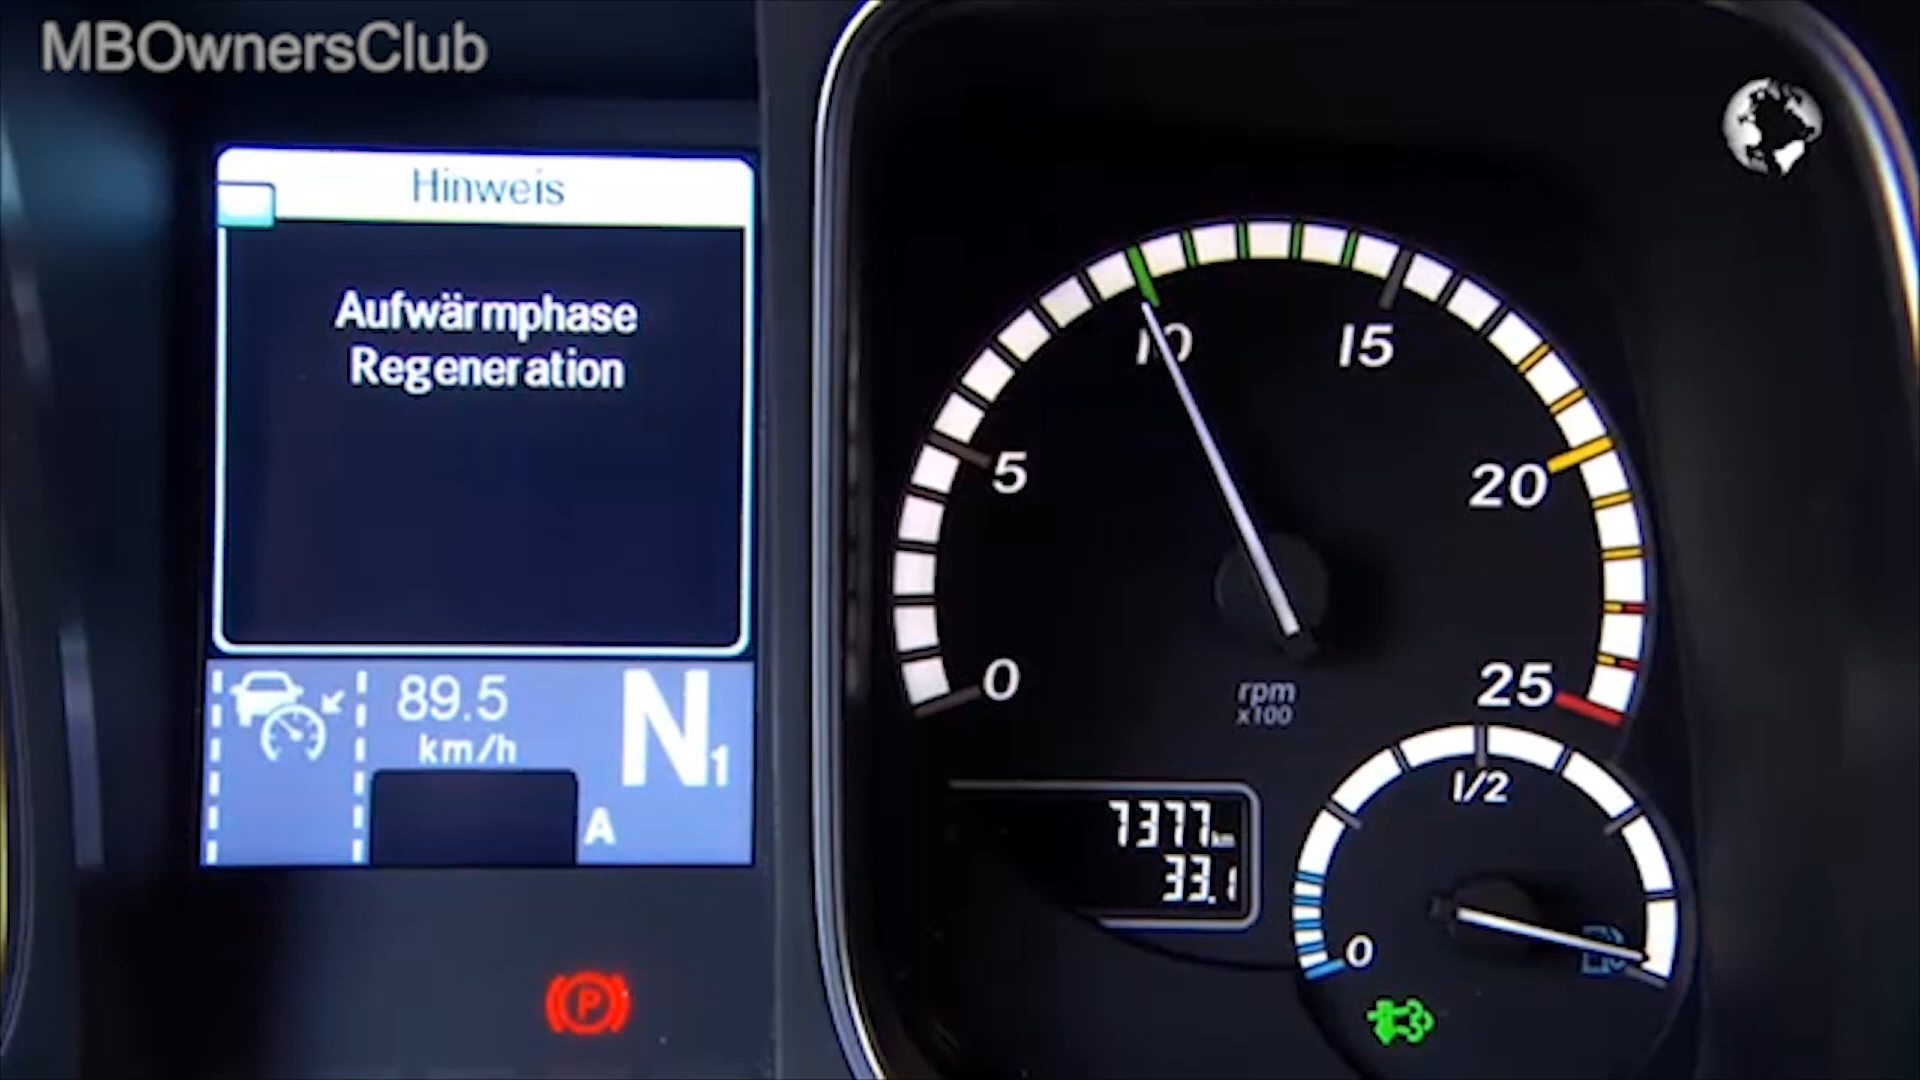 MBOwnersClub
Hinweis
Aufwärmphase
Regeneration
89.5
km/h
N1
A
P
0
5
10
15
20
25
rpm
x100
7377km
33.1
0
1/2